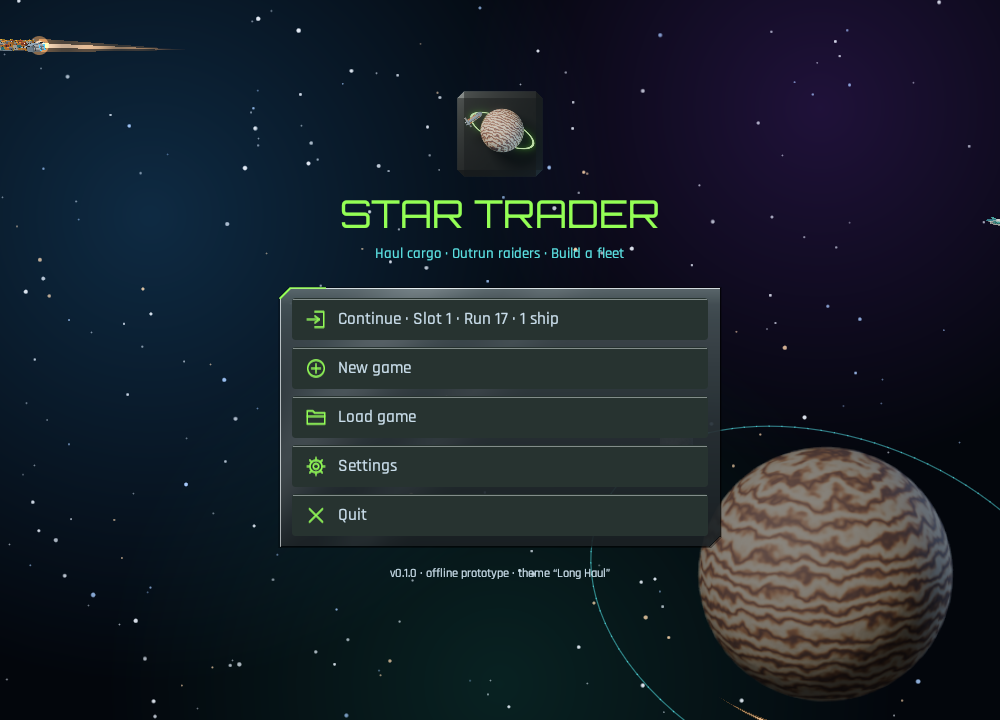 STAR TRADER
Haul cargo · Outrun raiders · Build a fleet
Continue · Slot 1 · Run 17 · 1 ship
New game
Load game
Settings
Quit
v0.1.0 · offline prototype · theme “Long Haul”